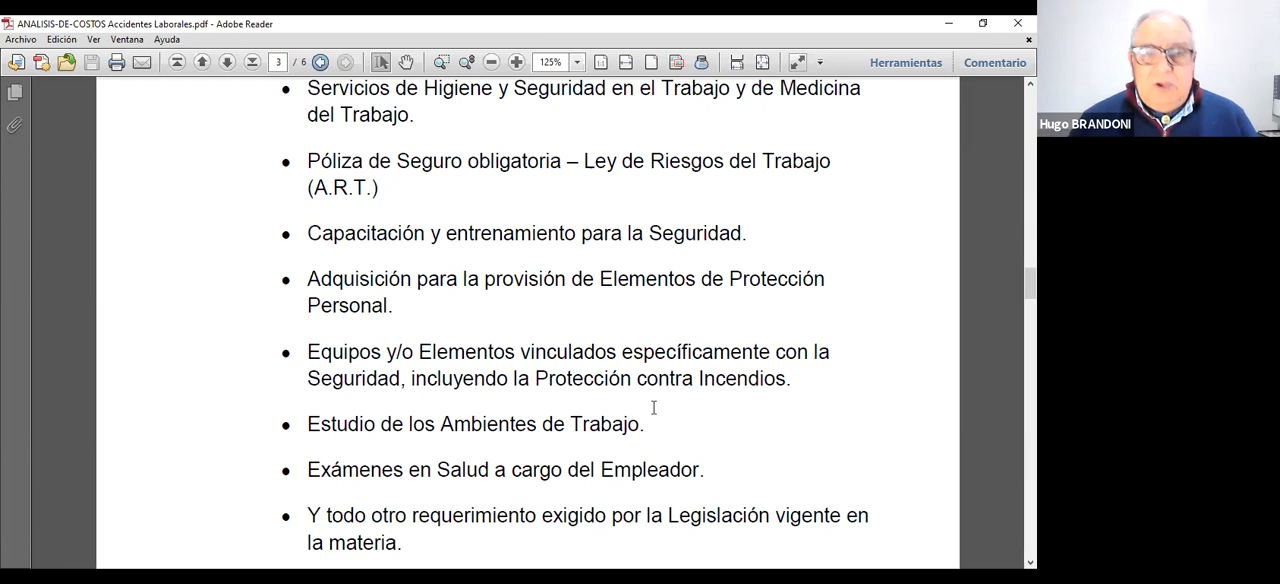 ANALISIS-DE-COSTOS Accidentes Laborales.pdf - Adobe Reader
Archivo Edición Ver Ventana Ayuda
3 / 6 125% Herramientas Comentario
• Servicios de Higiene y Seguridad en el Trabajo y de Medicina
del Trabajo.
Hugo BRANDONI
• Póliza de Seguro obligatoria – Ley de Riesgos del Trabajo
(A.R.T.)
• Capacitación y entrenamiento para la Seguridad.
• Adquisición para la provisión de Elementos de Protección
Personal.
• Equipos y/o Elementos vinculados específicamente con la
Seguridad, incluyendo la Protección contra Incendios.
• Estudio de los Ambientes de Trabajo.
• Exámenes en Salud a cargo del Empleador.
• Y todo otro requerimiento exigido por la Legislación vigente en
la materia.